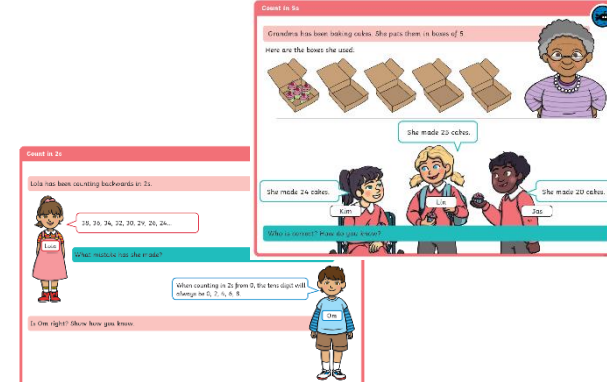 Count in 5s
Grandma has been baking cakes. She puts them in boxes of 5.
Here are the boxes she used.
She made 25 cakes.
She made 24 cakes.
She made 20 cakes.
Kim
Lix
Jas
Who is correct? How do you know?
Count in 2s
Lola has been counting backwards in 2s.
38, 36, 34, 32, 30, 29, 26, 24...
Lola
What mistake has she made?
When counting in 2s from 0, the tens digit will
always be 0, 2, 4, 6, 8.
Om
Is Om right? Show how you know.